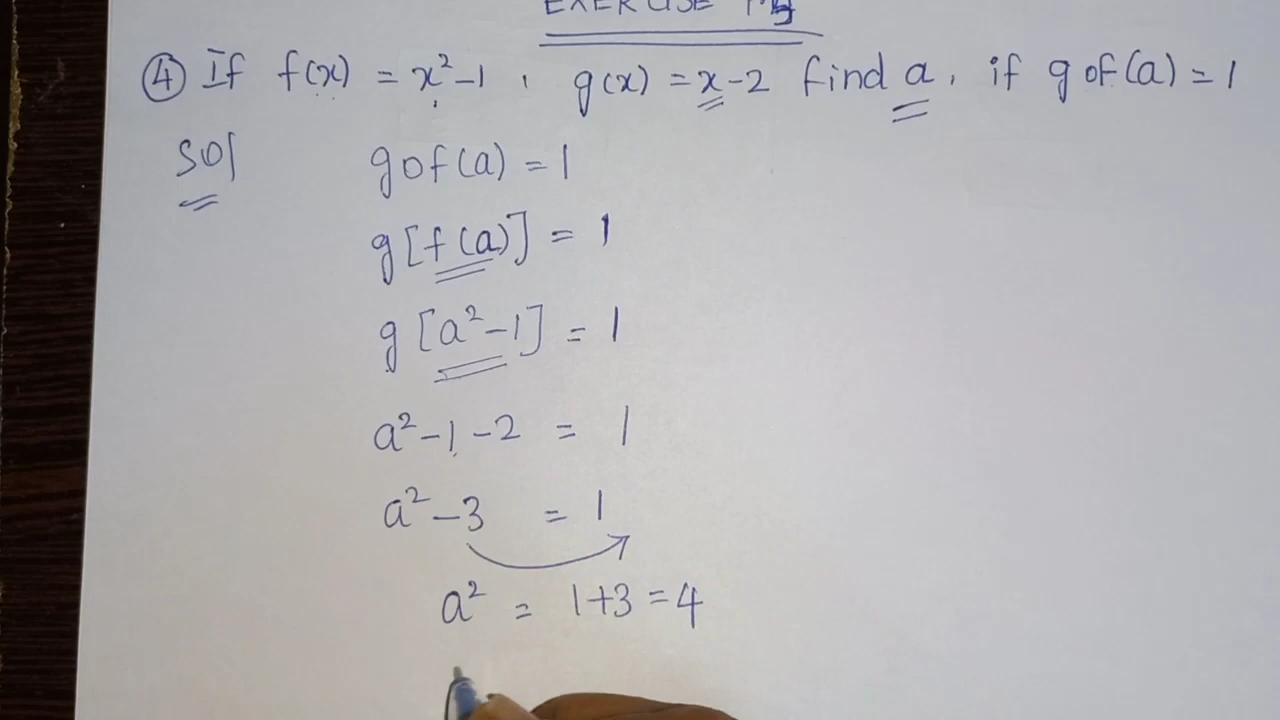 EXERCISE
④ If f(x) = x²-1, g(x) = x-2 find a, if gof(a) = 1
Sol
gof(a) = 1
g[f(a)] = 1
g[a²-1] = 1
a²-1-2 = 1
a²-3 = 1
a² = 1+3 = 4